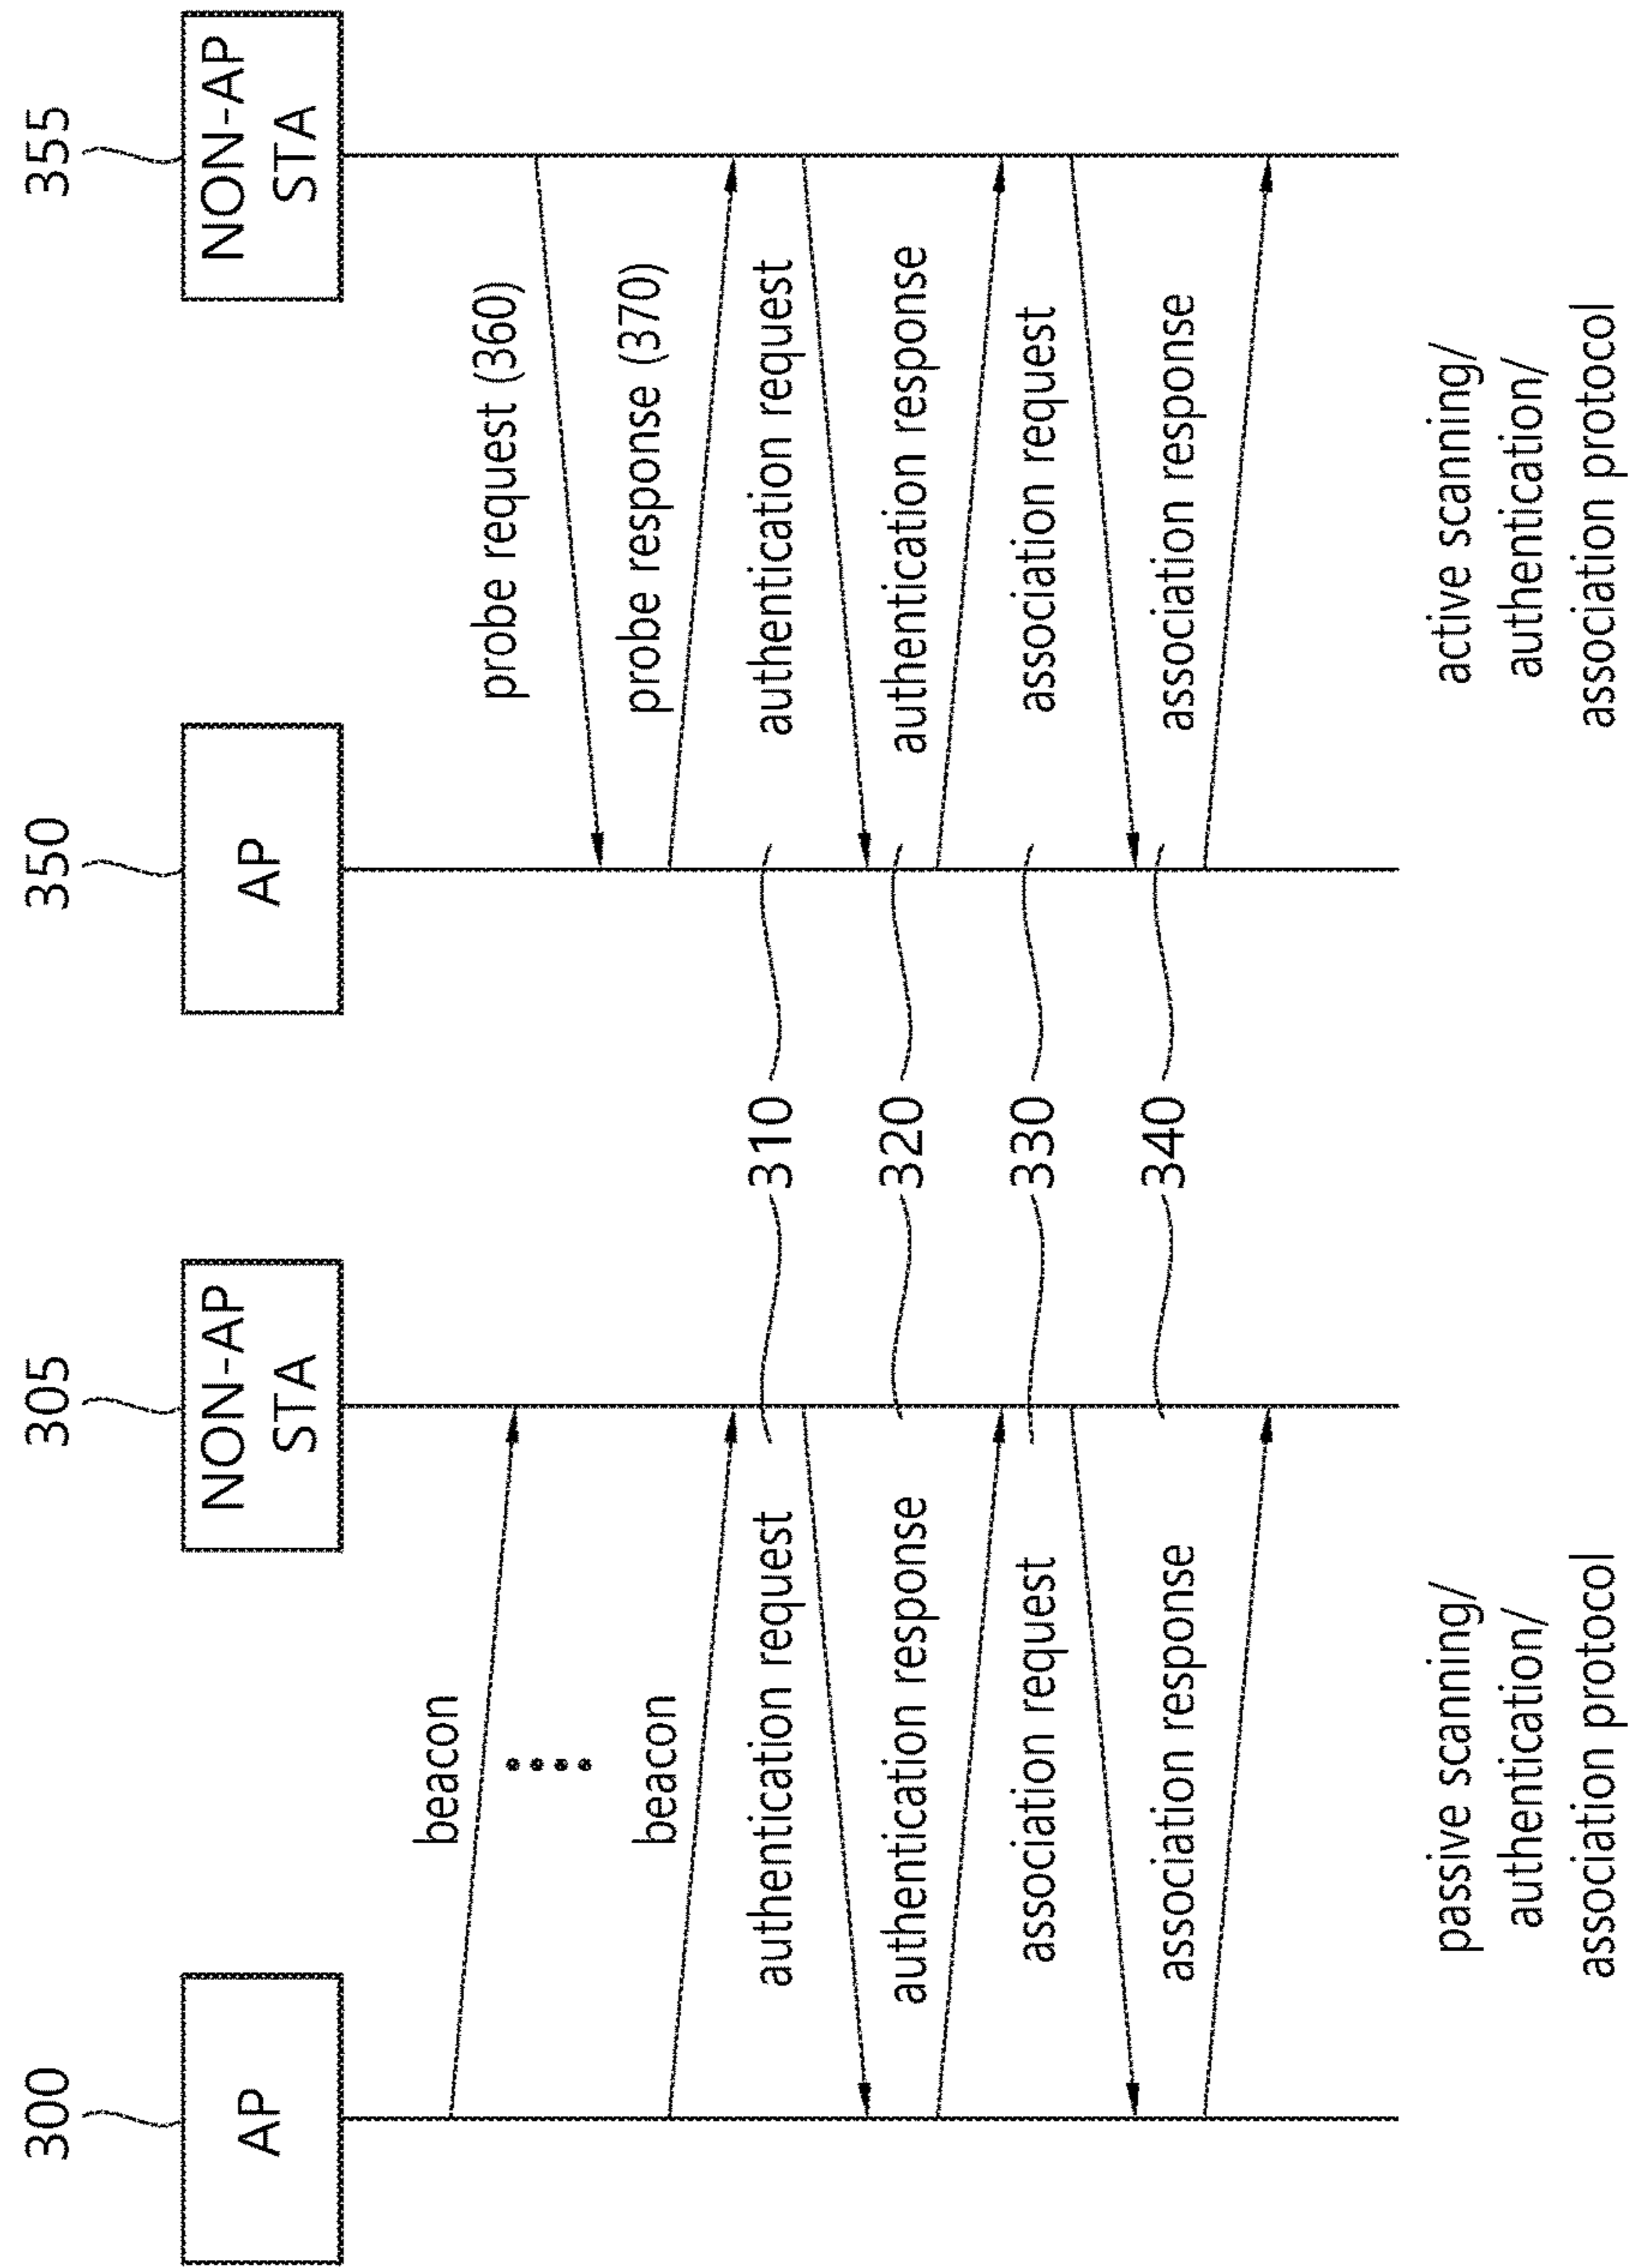 300
305
350
355
AP
NON-AP
STA
AP
NON-AP
STA
beacon
beacon
authentication request
authentication response
association request
association response
310
320
330
340
probe request (360)
probe response (370)
authentication request
authentication response
association request
association response
passive scanning/
authentication/
association protocol
active scanning/
authentication/
association protocol